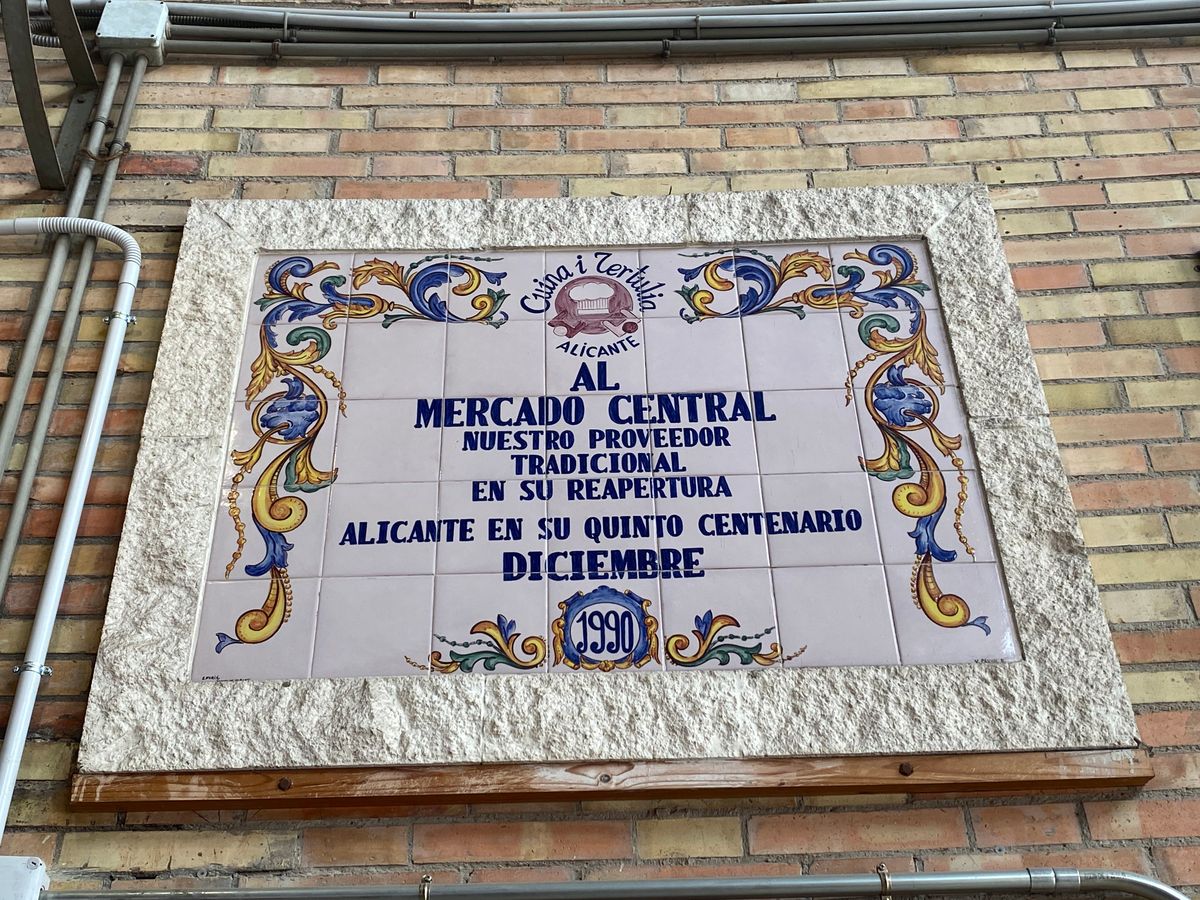 Cuina i Tertulia
ALICANTE
AL
MERCADO CENTRAL
NUESTRO PROVEEDOR
TRADICIONAL
EN SU REAPERTURA
ALICANTE EN SU QUINTO CENTENARIO
DICIEMBRE
1990